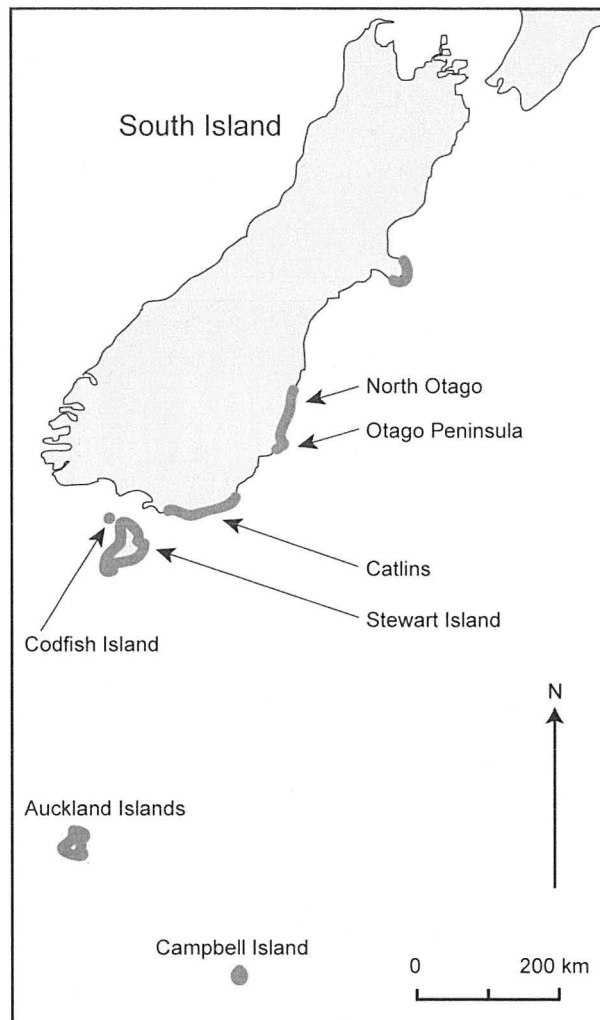 South Island
North Otago
Otago Peninsula
Catlins
Stewart Island
Codfish Island
N
Auckland Islands
Campbell Island
0 200 km